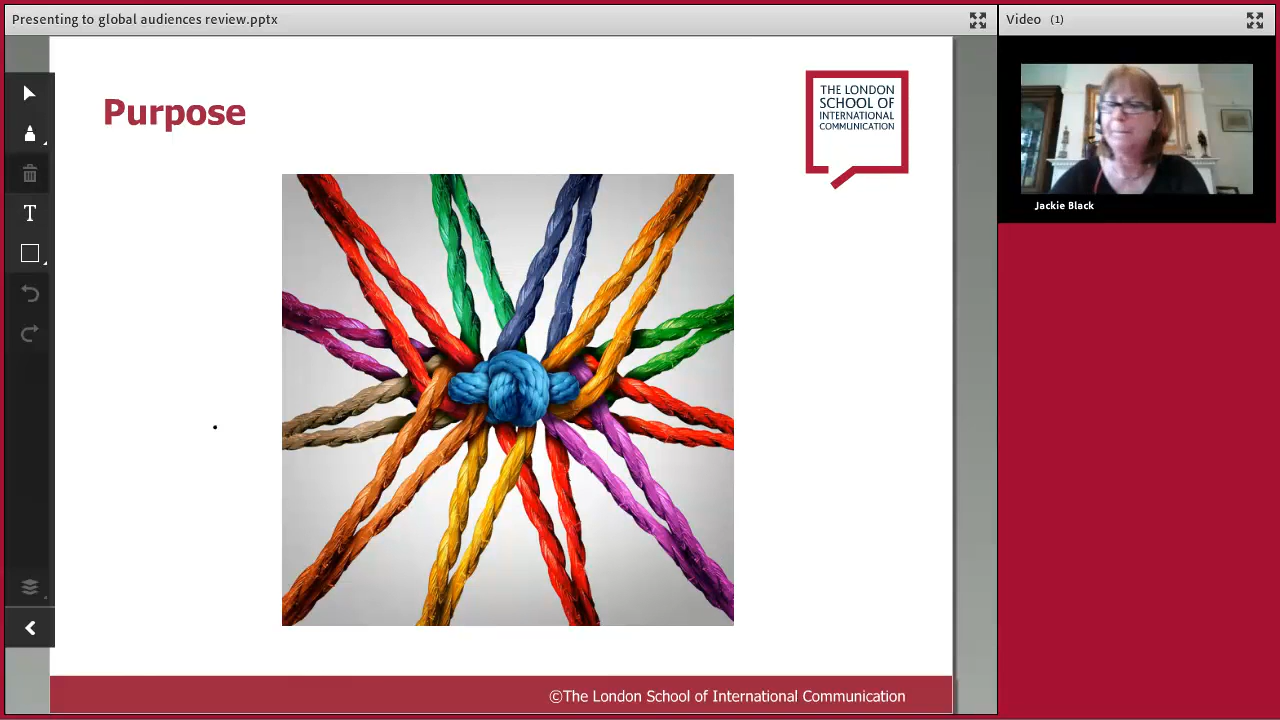 Presenting to global audiences review.pptx
Video (1)
Purpose
THE LONDON
SCHOOL OF
INTERNATIONAL
COMMUNICATION
Jackie Black
T
©The London School of International Communication